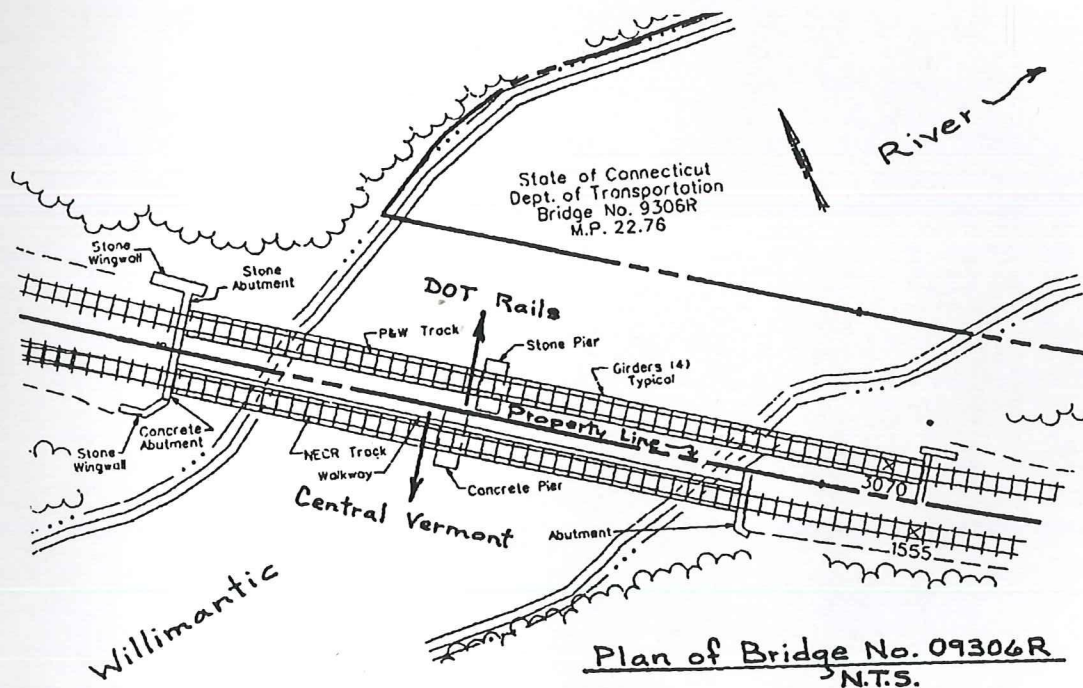 River
State of Connecticut
Dept. of Transportation
Bridge No. 9306R
M.P. 22.76
Stone
Wingwall
Stone
Abutment
DOT Rails
P&W Track
Stone Pier
Girders (4)
Typical
Property Line
Concrete
Abutment
Stone
Wingwall
NECR Track
Walkway
Concrete Pier
3070
Central Vermont
Abutment
1555
Willimantic
Plan of Bridge No. 09306R
N.T.S.